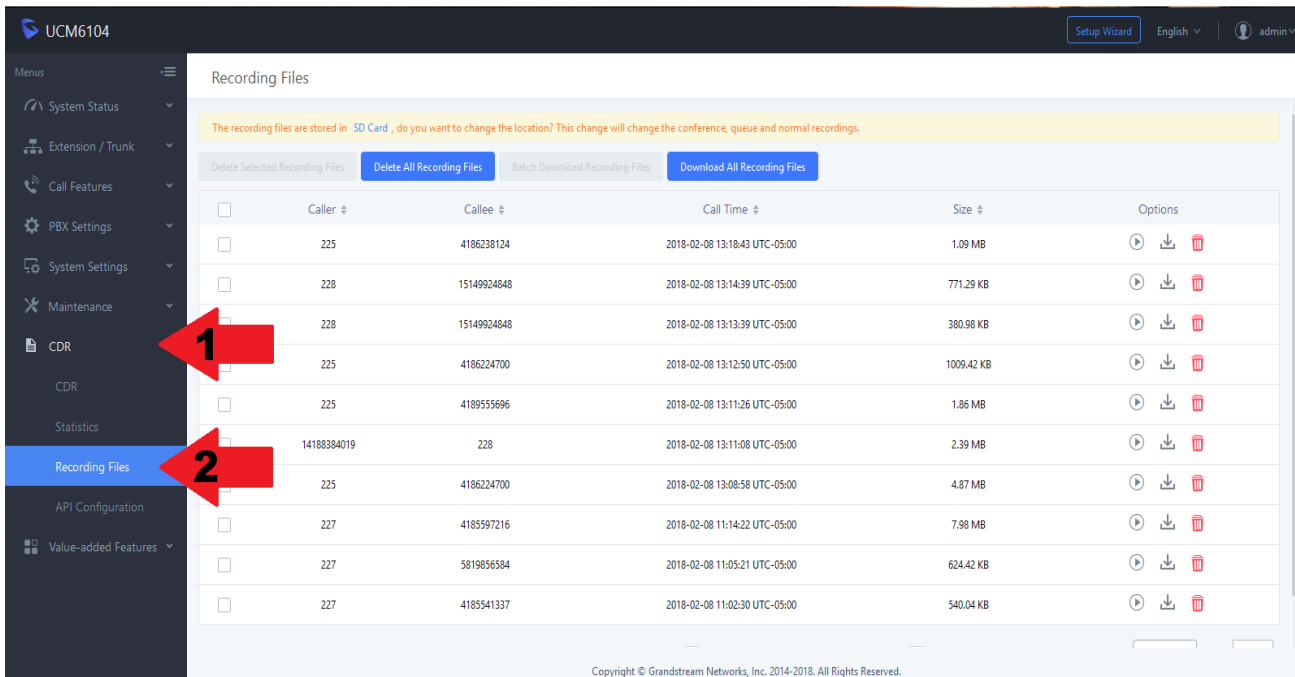 UCM6104
Setup Wizard English admin
Menus
Recording Files
System Status
The recording files are stored in SD Card , do you want to change the location? This change will change the conference, queue and normal recordings.
Extension / Trunk
Delete Selected Recording Files Delete All Recording Files Batch Download Recording Files Download All Recording Files
Call Features
Caller Callee Call Time Size Options
PBX Settings
225 4186238124 2018-02-08 13:18:43 UTC-05:00 1.09 MB
System Settings
228 15149924848 2018-02-08 13:14:39 UTC-05:00 771.29 KB
Maintenance
228 15149924848 2018-02-08 13:13:39 UTC-05:00 380.98 KB
CDR
1
225 4186224700 2018-02-08 13:12:50 UTC-05:00 1009.42 KB
CDR
225 4189555696 2018-02-08 13:11:26 UTC-05:00 1.86 MB
Statistics
14188384019 228 2018-02-08 13:11:08 UTC-05:00 2.39 MB
Recording Files
2
225 4186224700 2018-02-08 13:08:58 UTC-05:00 4.87 MB
API Configuration
227 4185597216 2018-02-08 11:14:22 UTC-05:00 7.98 MB
Value-added Features
227 5819856584 2018-02-08 11:05:21 UTC-05:00 624.42 KB
227 4185541337 2018-02-08 11:02:30 UTC-05:00 540.04 KB
Copyright © Grandstream Networks, Inc. 2014-2018. All Rights Reserved.